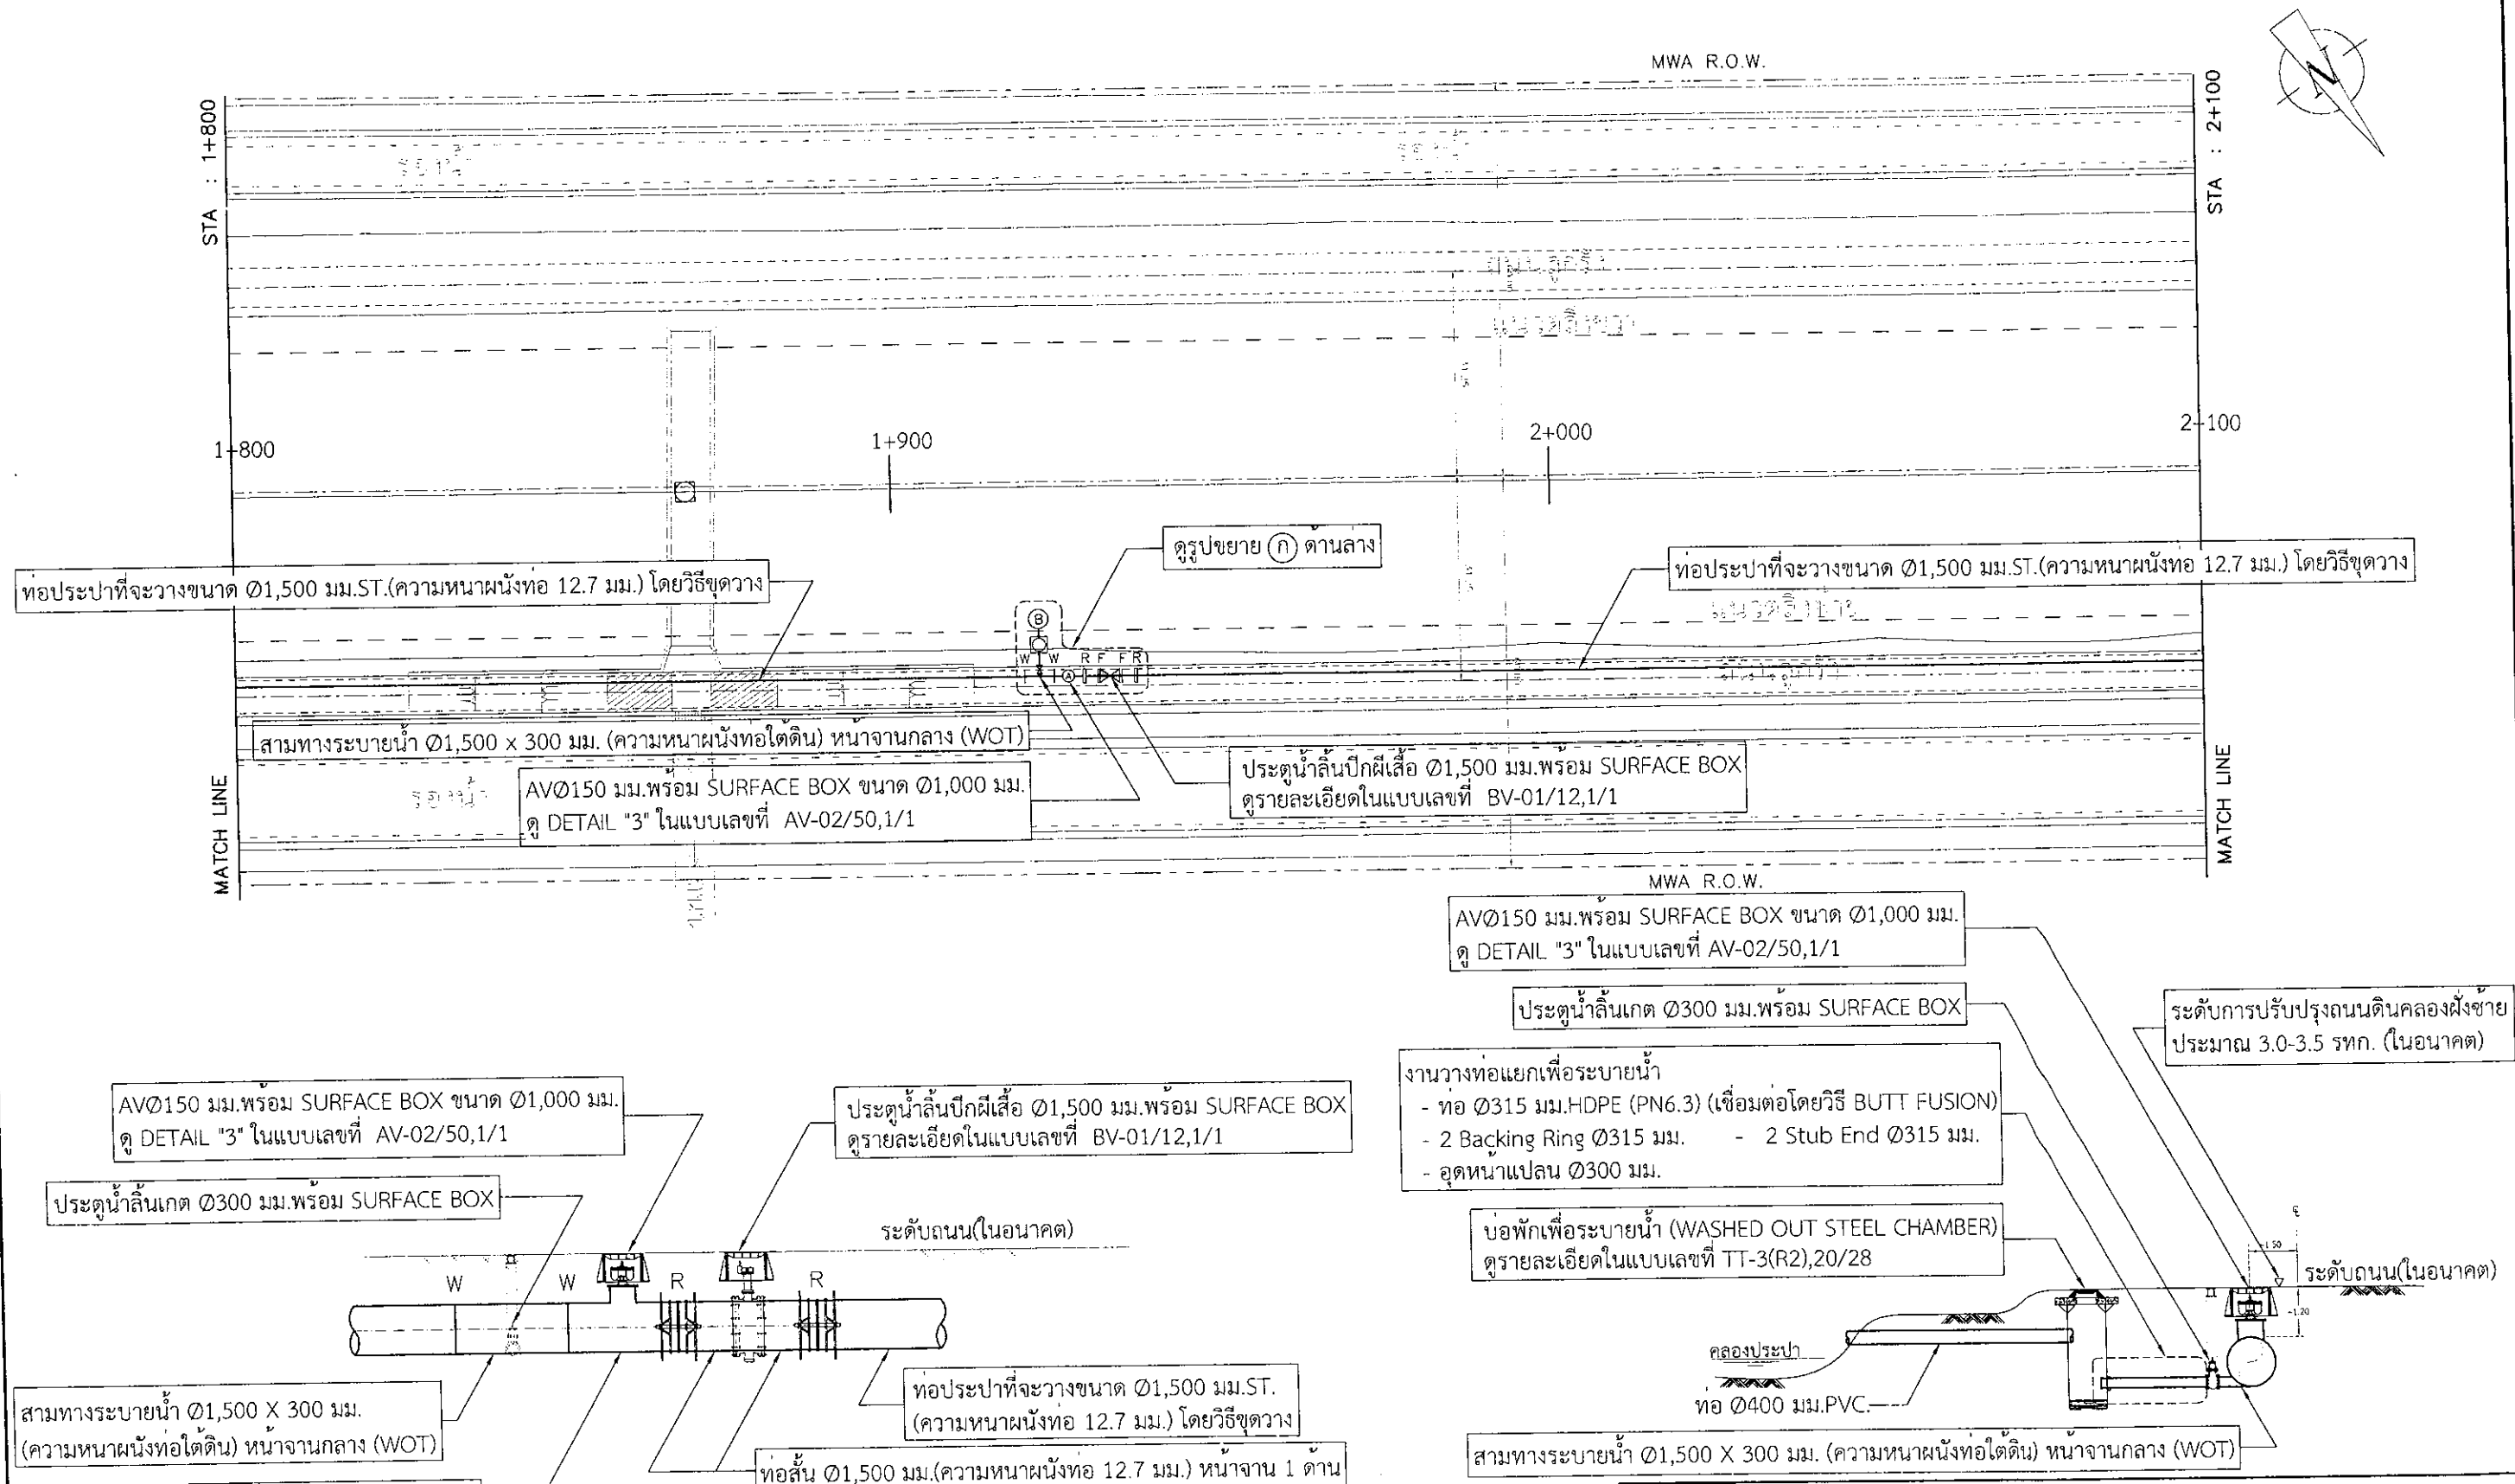 MWA R.O.W.
N
STA : 1+800
STA : 2+100
ร่องน้ำ
ร่องน้ำ
1+800
1+900
2+000
2+100
ดูรูปขยาย ก ด้านล่าง
ท่อประปาที่จะวางขนาด Ø1,500 มม.ST.(ความหนาผนังท่อ 12.7 มม.) โดยวิธีขุดวาง
ท่อประปาที่จะวางขนาด Ø1,500 มม.ST.(ความหนาผนังท่อ 12.7 มม.) โดยวิธีขุดวาง
B
W W R F F R
A
สามทางระบายน้ำ Ø1,500 x 300 มม. (ความหนาผนังท่อใต้ดิน) หน้าจานกลาง (WOT)
AVØ150 มม.พร้อม SURFACE BOX ขนาด Ø1,000 มม.
ดู DETAIL "3" ในแบบเลขที่ AV-02/50,1/1
ประตูน้ำลิ้นปีกผีเสื้อ Ø1,500 มม.พร้อม SURFACE BOX
ดูรายละเอียดในแบบเลขที่ BV-01/12,1/1
ร่องน้ำ
MATCH LINE
MATCH LINE
MWA R.O.W.
AVØ150 มม.พร้อม SURFACE BOX ขนาด Ø1,000 มม.
ดู DETAIL "3" ในแบบเลขที่ AV-02/50,1/1
ประตูน้ำลิ้นเกต Ø300 มม.พร้อม SURFACE BOX
ระดับการปรับปรุงถนนดินคลองฝั่งซ้าย
ประมาณ 3.0-3.5 รทก. (ในอนาคต)
งานวางท่อแยกเพื่อระบายน้ำ
- ท่อ Ø315 มม.HDPE (PN6.3) (เชื่อมต่อโดยวิธี BUTT FUSION)
- 2 Backing Ring Ø315 มม. - 2 Stub End Ø315 มม.
- อุดหน้าแปลน Ø300 มม.
บ่อพักเพื่อระบายน้ำ (WASHED OUT STEEL CHAMBER)
ดูรายละเอียดในแบบเลขที่ TT-3(R2),20/28
1.50
ระดับถนน(ในอนาคต)
1.20
คลองประปา
ท่อ Ø400 มม.PVC.
สามทางระบายน้ำ Ø1,500 X 300 มม. (ความหนาผนังท่อใต้ดิน) หน้าจานกลาง (WOT)
AVØ150 มม.พร้อม SURFACE BOX ขนาด Ø1,000 มม.
ดู DETAIL "3" ในแบบเลขที่ AV-02/50,1/1
ประตูน้ำลิ้นปีกผีเสื้อ Ø1,500 มม.พร้อม SURFACE BOX
ดูรายละเอียดในแบบเลขที่ BV-01/12,1/1
ประตูน้ำลิ้นเกต Ø300 มม.พร้อม SURFACE BOX
ระดับถนน(ในอนาคต)
W W R R
ท่อประปาที่จะวางขนาด Ø1,500 มม.ST.
(ความหนาผนังท่อ 12.7 มม.) โดยวิธีขุดวาง
สามทางระบายน้ำ Ø1,500 X 300 มม.
(ความหนาผนังท่อใต้ดิน) หน้าจานกลาง (WOT)
ท่อสั้น Ø1,500 มม.(ความหนาผนังท่อ 12.7 มม.) หน้าจาน 1 ด้าน